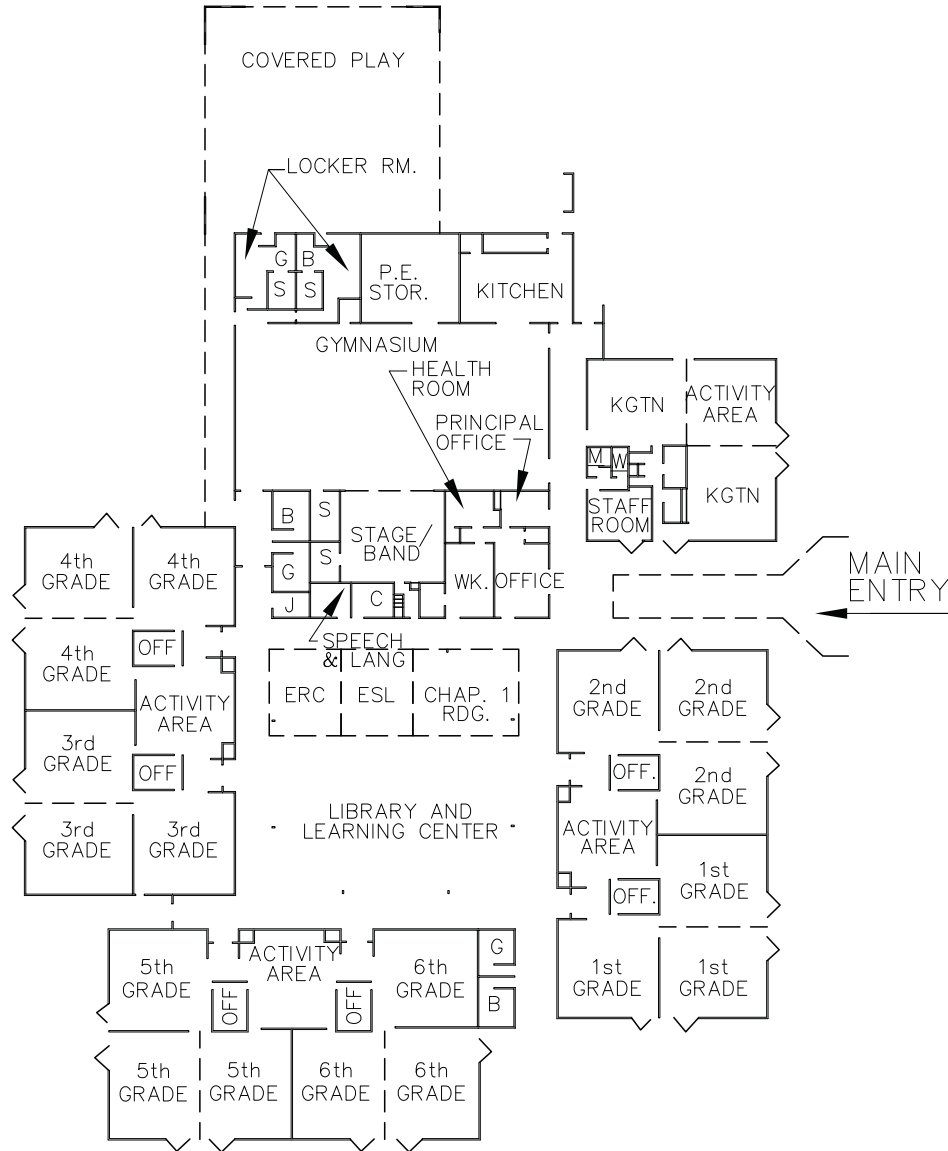 COVERED PLAY
LOCKER RM.
G
B
S
S
P.E.
STOR.
KITCHEN
GYMNASIUM
HEALTH
ROOM
PRINCIPAL
OFFICE
KGTN
ACTIVITY
AREA
M
W
KGTN
STAFF
ROOM
B
S
STAGE/
BAND
G
S
WK.
OFFICE
J
C
SPEECH
& LANG
MAIN
ENTRY
4th
GRADE
4th
GRADE
4th
GRADE
OFF
ACTIVITY
AREA
3rd
GRADE
OFF
3rd
GRADE
3rd
GRADE
ERC
ESL
CHAP. 1
RDG.
LIBRARY AND
LEARNING CENTER
2nd
GRADE
2nd
GRADE
OFF.
2nd
GRADE
ACTIVITY
AREA
1st
GRADE
OFF.
1st
GRADE
1st
GRADE
5th
GRADE
ACTIVITY
AREA
6th
GRADE
G
B
OFF
OFF
5th
GRADE
5th
GRADE
6th
GRADE
6th
GRADE